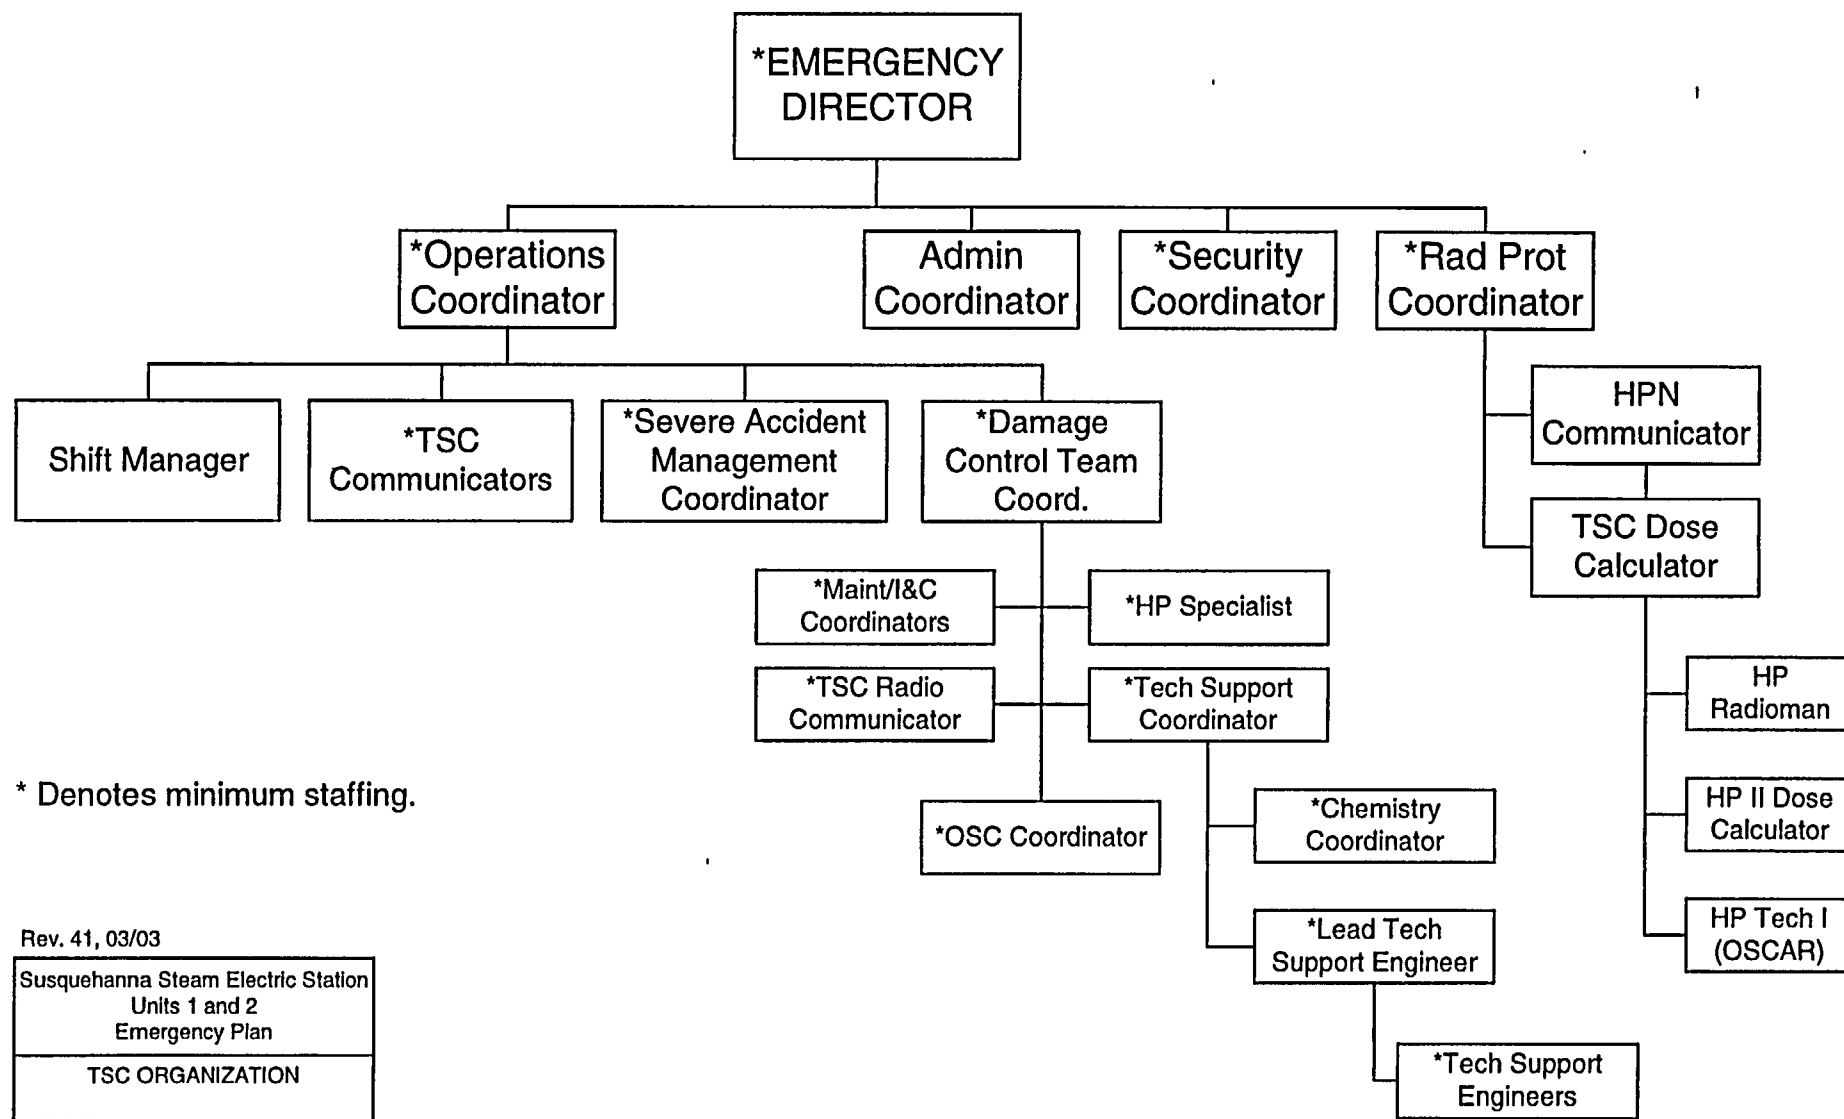 *EMERGENCY
DIRECTOR
*Operations
Coordinator
Admin
Coordinator
*Security
Coordinator
*Rad Prot
Coordinator
Shift Manager
*TSC
Communicators
*Severe Accident
Management
Coordinator
*Damage
Control Team
Coord.
HPN
Communicator
TSC Dose
Calculator
*Maint/I&C
Coordinators
*HP Specialist
*TSC Radio
Communicator
*Tech Support
Coordinator
HP
Radioman
* Denotes minimum staffing.
*OSC Coordinator
*Chemistry
Coordinator
HP II Dose
Calculator
*Lead Tech
Support Engineer
HP Tech I
(OSCAR)
*Tech Support
Engineers
Rev. 41, 03/03
Susquehanna Steam Electric Station
Units 1 and 2
Emergency Plan
TSC ORGANIZATION